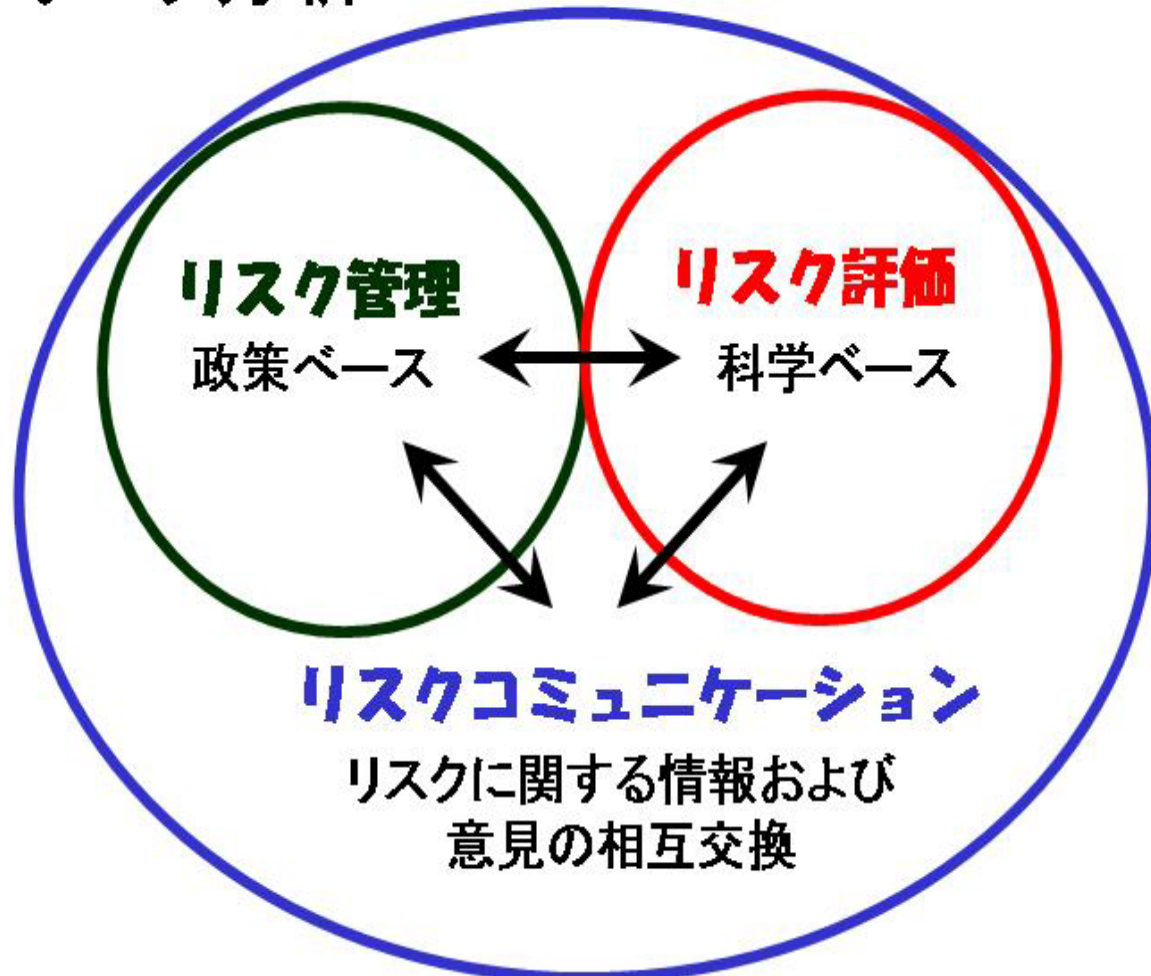 リスク管理
政策ベース
リスク評価
科学ベース
リスクコミュニケーション
リスクに関する情報および
意見の相互交換